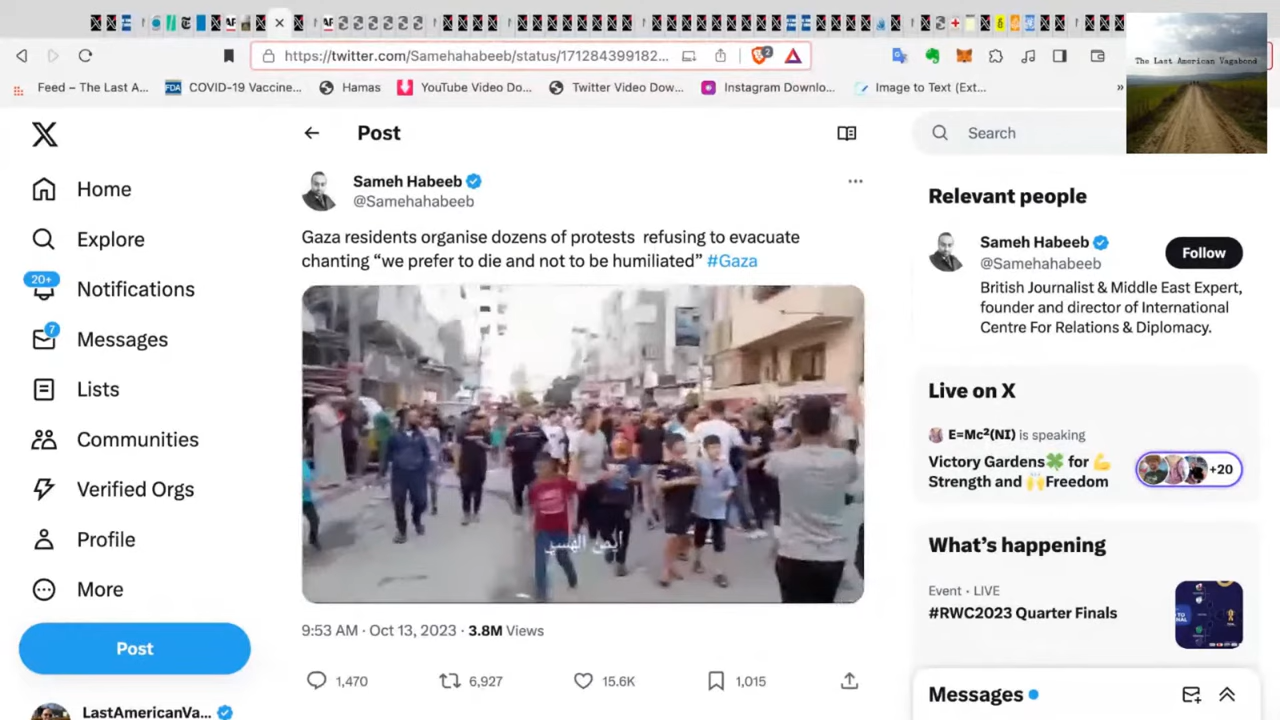 https://twitter.com/Samehahabeeb/status/171284399182...
2
Feed – The Last A...
FDA COVID-19 Vaccine...
Hamas
YouTube Video Do...
Twitter Video Dow...
Instagram Downlo...
Image to Text (Ext...
»
The Last American Vagabond
Post
Search
Home
Explore
20+
Notifications
7
Messages
Lists
Communities
Verified Orgs
Profile
More
Post
LastAmericanVa...
Sameh Habeeb
@Samehahabeeb
Gaza residents organise dozens of protests refusing to evacuate
chanting “we prefer to die and not to be humiliated” #Gaza
أيمن الهسي
9:53 AM · Oct 13, 2023 · 3.8M Views
1,470
6,927
15.6K
1,015
Relevant people
Sameh Habeeb
@Samehahabeeb
Follow
British Journalist & Middle East Expert,
founder and director of International
Centre For Relations & Diplomacy.
Live on X
E=Mc²(NI) is speaking
Victory Gardens🍀 for 💪
Strength and 🙌Freedom
+20
What’s happening
Event · LIVE
#RWC2023 Quarter Finals
Messages